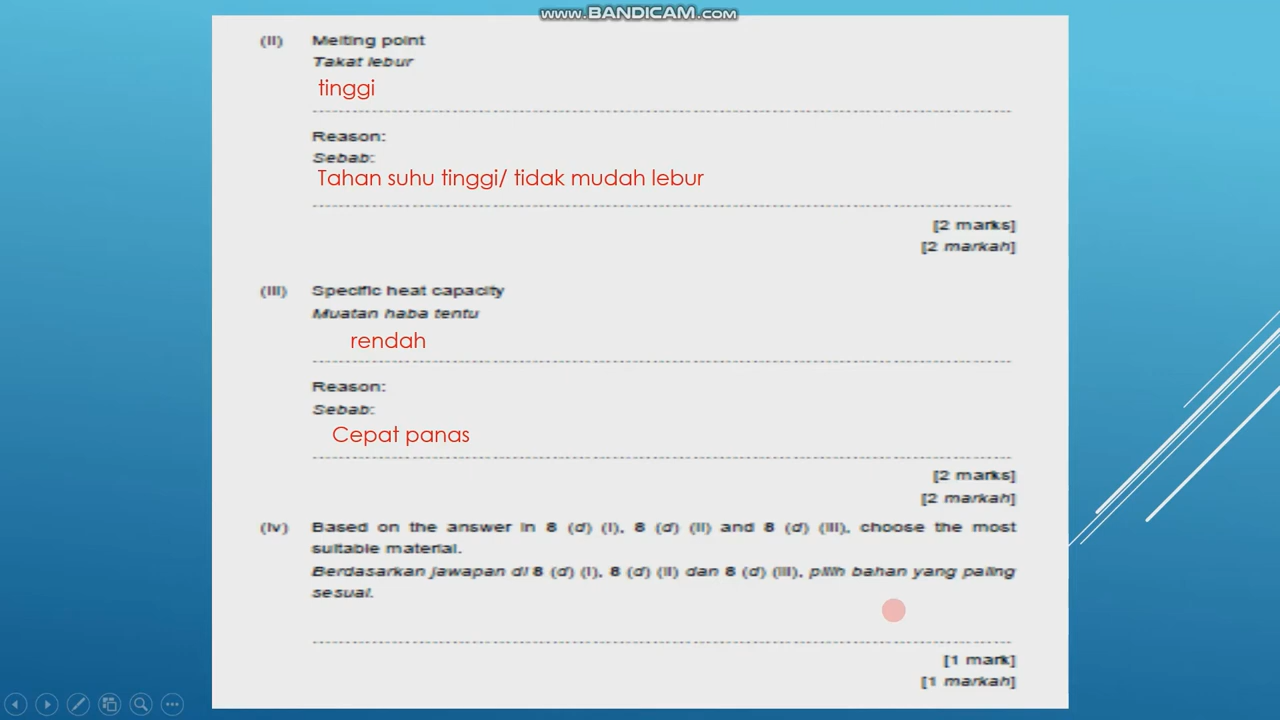 www.BANDICAM.com
(ii) Melting point
Takat lebur
tinggi
Reason:
Sebab:
Tahan suhu tinggi/ tidak mudah lebur
[2 marks]
[2 markah]
(iii) Specific heat capacity
Muatan haba tentu
rendah
Reason:
Sebab:
Cepat panas
[2 marks]
[2 markah]
(iv) Based on the answer in 8 (d) (i), 8 (d) (ii) and 8 (d) (iii), choose the most
suitable material.
Berdasarkan jawapan di 8 (d) (i), 8 (d) (ii) dan 8 (d) (iii), pilih bahan yang paling
sesuai.
[1 mark]
[1 markah]